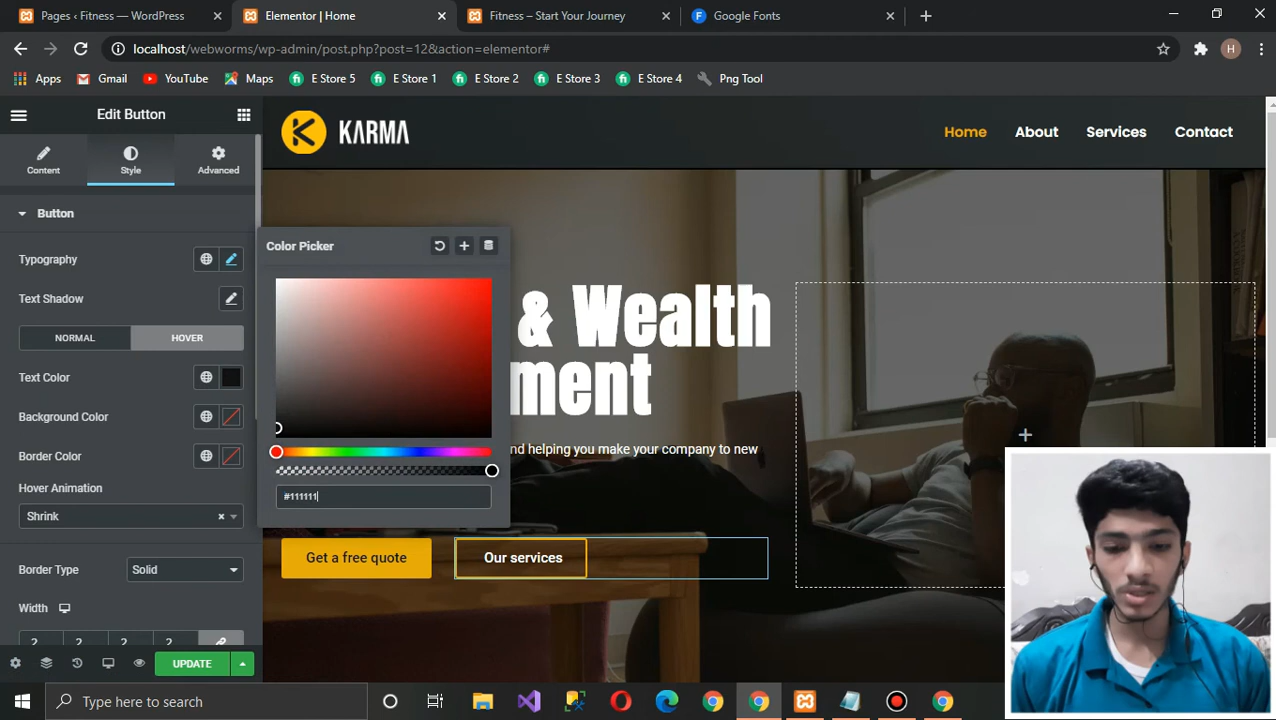 Pages ‹ Fitness — WordPress
Elementor | Home
Fitness – Start Your Journey
Google Fonts
localhost/webworms/wp-admin/post.php?post=12&action=elementor#
H
Apps
Gmail
YouTube
Maps
E Store 5
E Store 1
E Store 2
E Store 3
E Store 4
Png Tool
Edit Button
Content
Style
Advanced
KARMA
Home
About
Services
Contact
Button
Typography
Text Shadow
NORMAL
HOVER
Text Color
Background Color
Border Color
Hover Animation
Shrink
Border Type
Solid
Width
2
2
2
2
UPDATE
Color Picker
#111111
& Wealth
ment
nd helping you make your company to new
Get a free quote
Our services
Type here to search